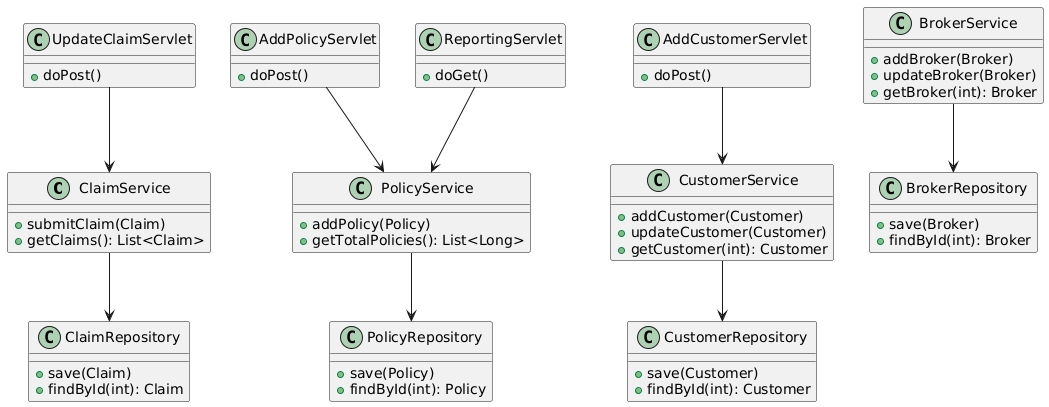 C UpdateClaimServlet
doPost()
C AddPolicyServlet
doPost()
C ReportingServlet
doGet()
C AddCustomerServlet
doPost()
C BrokerService
addBroker(Broker)
updateBroker(Broker)
getBroker(int): Broker
C ClaimService
submitClaim(Claim)
getClaims(): List<Claim>
C PolicyService
addPolicy(Policy)
getTotalPolicies(): List<Long>
C CustomerService
addCustomer(Customer)
updateCustomer(Customer)
getCustomer(int): Customer
C BrokerRepository
save(Broker)
findById(int): Broker
C ClaimRepository
save(Claim)
findById(int): Claim
C PolicyRepository
save(Policy)
findById(int): Policy
C CustomerRepository
save(Customer)
findById(int): Customer